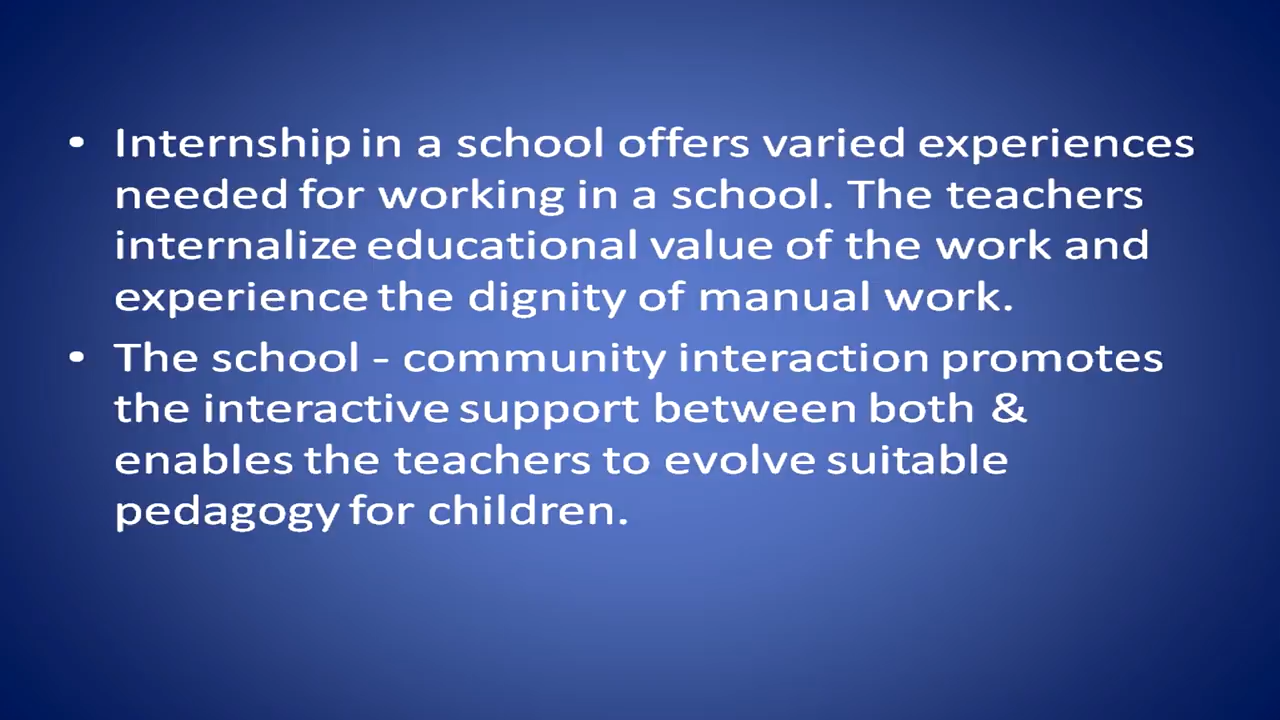 • Internship in a school offers varied experiences
needed for working in a school. The teachers
internalize educational value of the work and
experience the dignity of manual work.
• The school - community interaction promotes
the interactive support between both &
enables the teachers to evolve suitable
pedagogy for children.